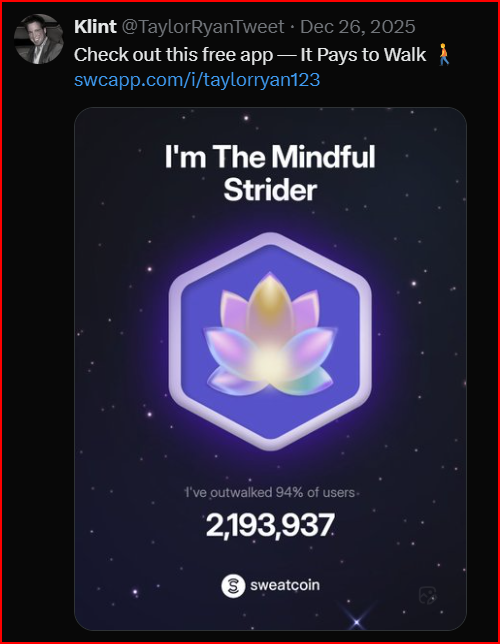 Klint @TaylorRyanTweet · Dec 26, 2025
Check out this free app — It Pays to Walk 🚶
swcapp.com/i/taylorryan123
I'm The Mindful
Strider
I've outwalked 94% of users
2,193,937
sweatcoin